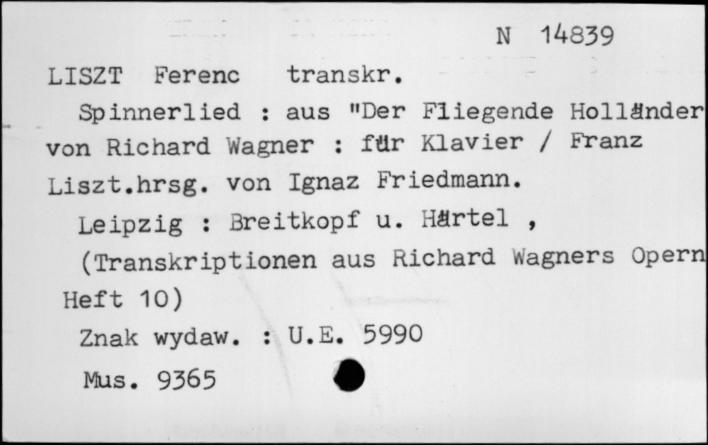 N 14839
LISZT Ferenc transkr.
Spinnerlied : aus "Der Fliegende Holländer
von Richard Wagner : für Klavier / Franz
Liszt.hrsg. von Ignaz Friedmann.
Leipzig : Breitkopf u. Härtel ,
(Transkriptionen aus Richard Wagners Opern
Heft 10)
Znak wydaw. : U.E. 5990
Mus. 9365